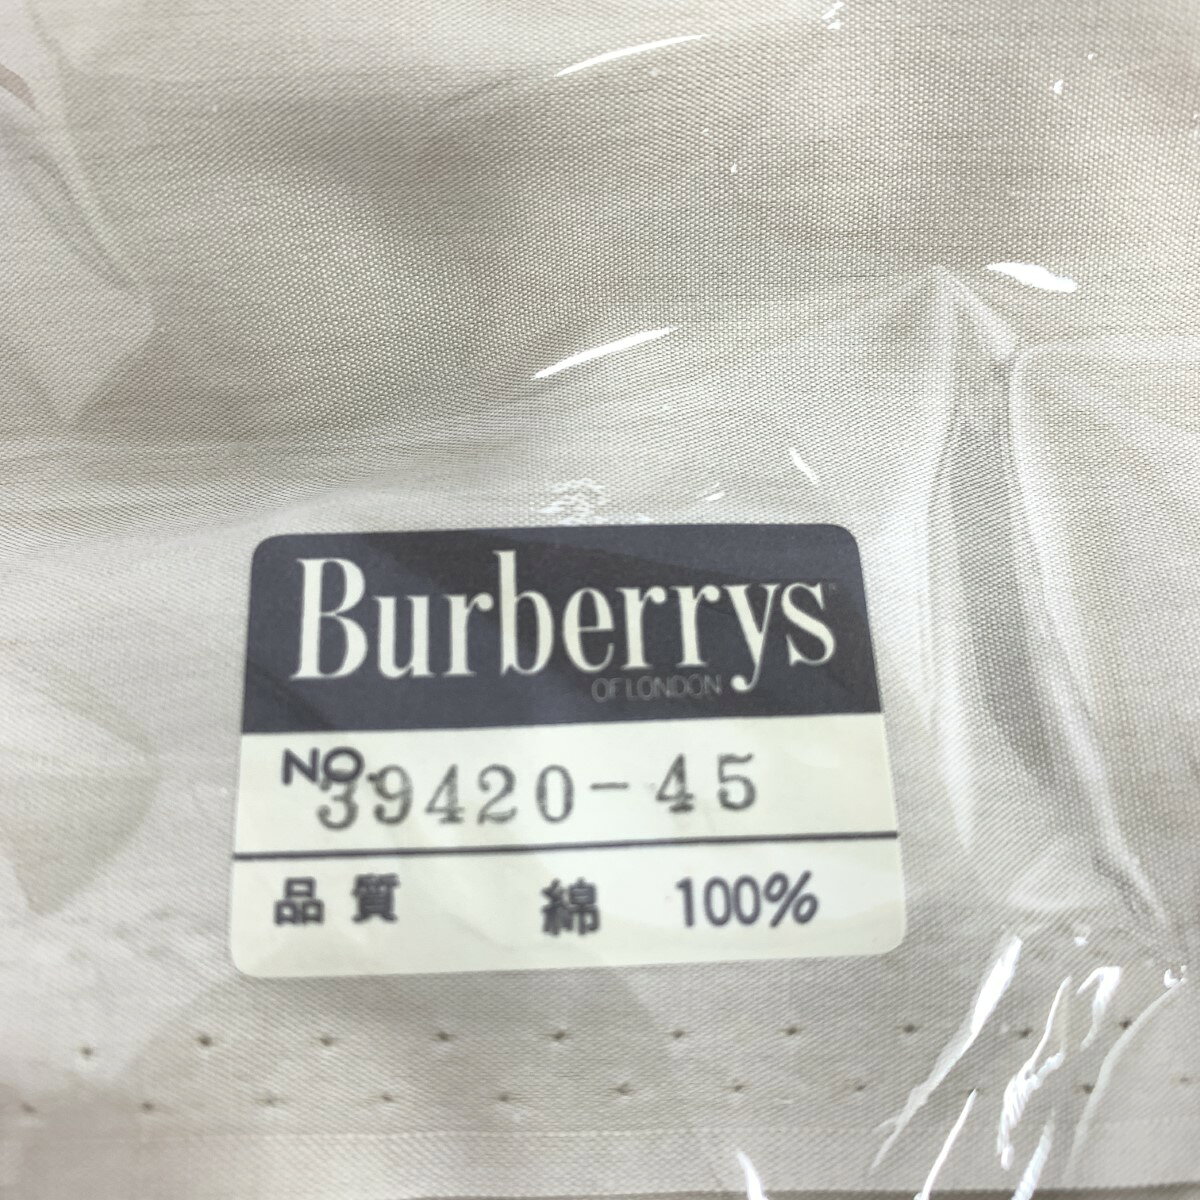 Burberrys
OF LONDON
NO. 39420-45
品質 綿 100%